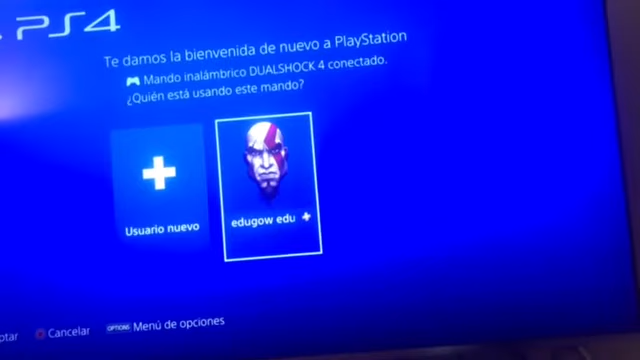 PS4
Te damos la bienvenida de nuevo a PlayStation
Mando inalámbrico DUALSHOCK 4 conectado.
¿Quién está usando este mando?
Usuario nuevo
edugow edu
ptar Cancelar OPTIONS Menú de opciones